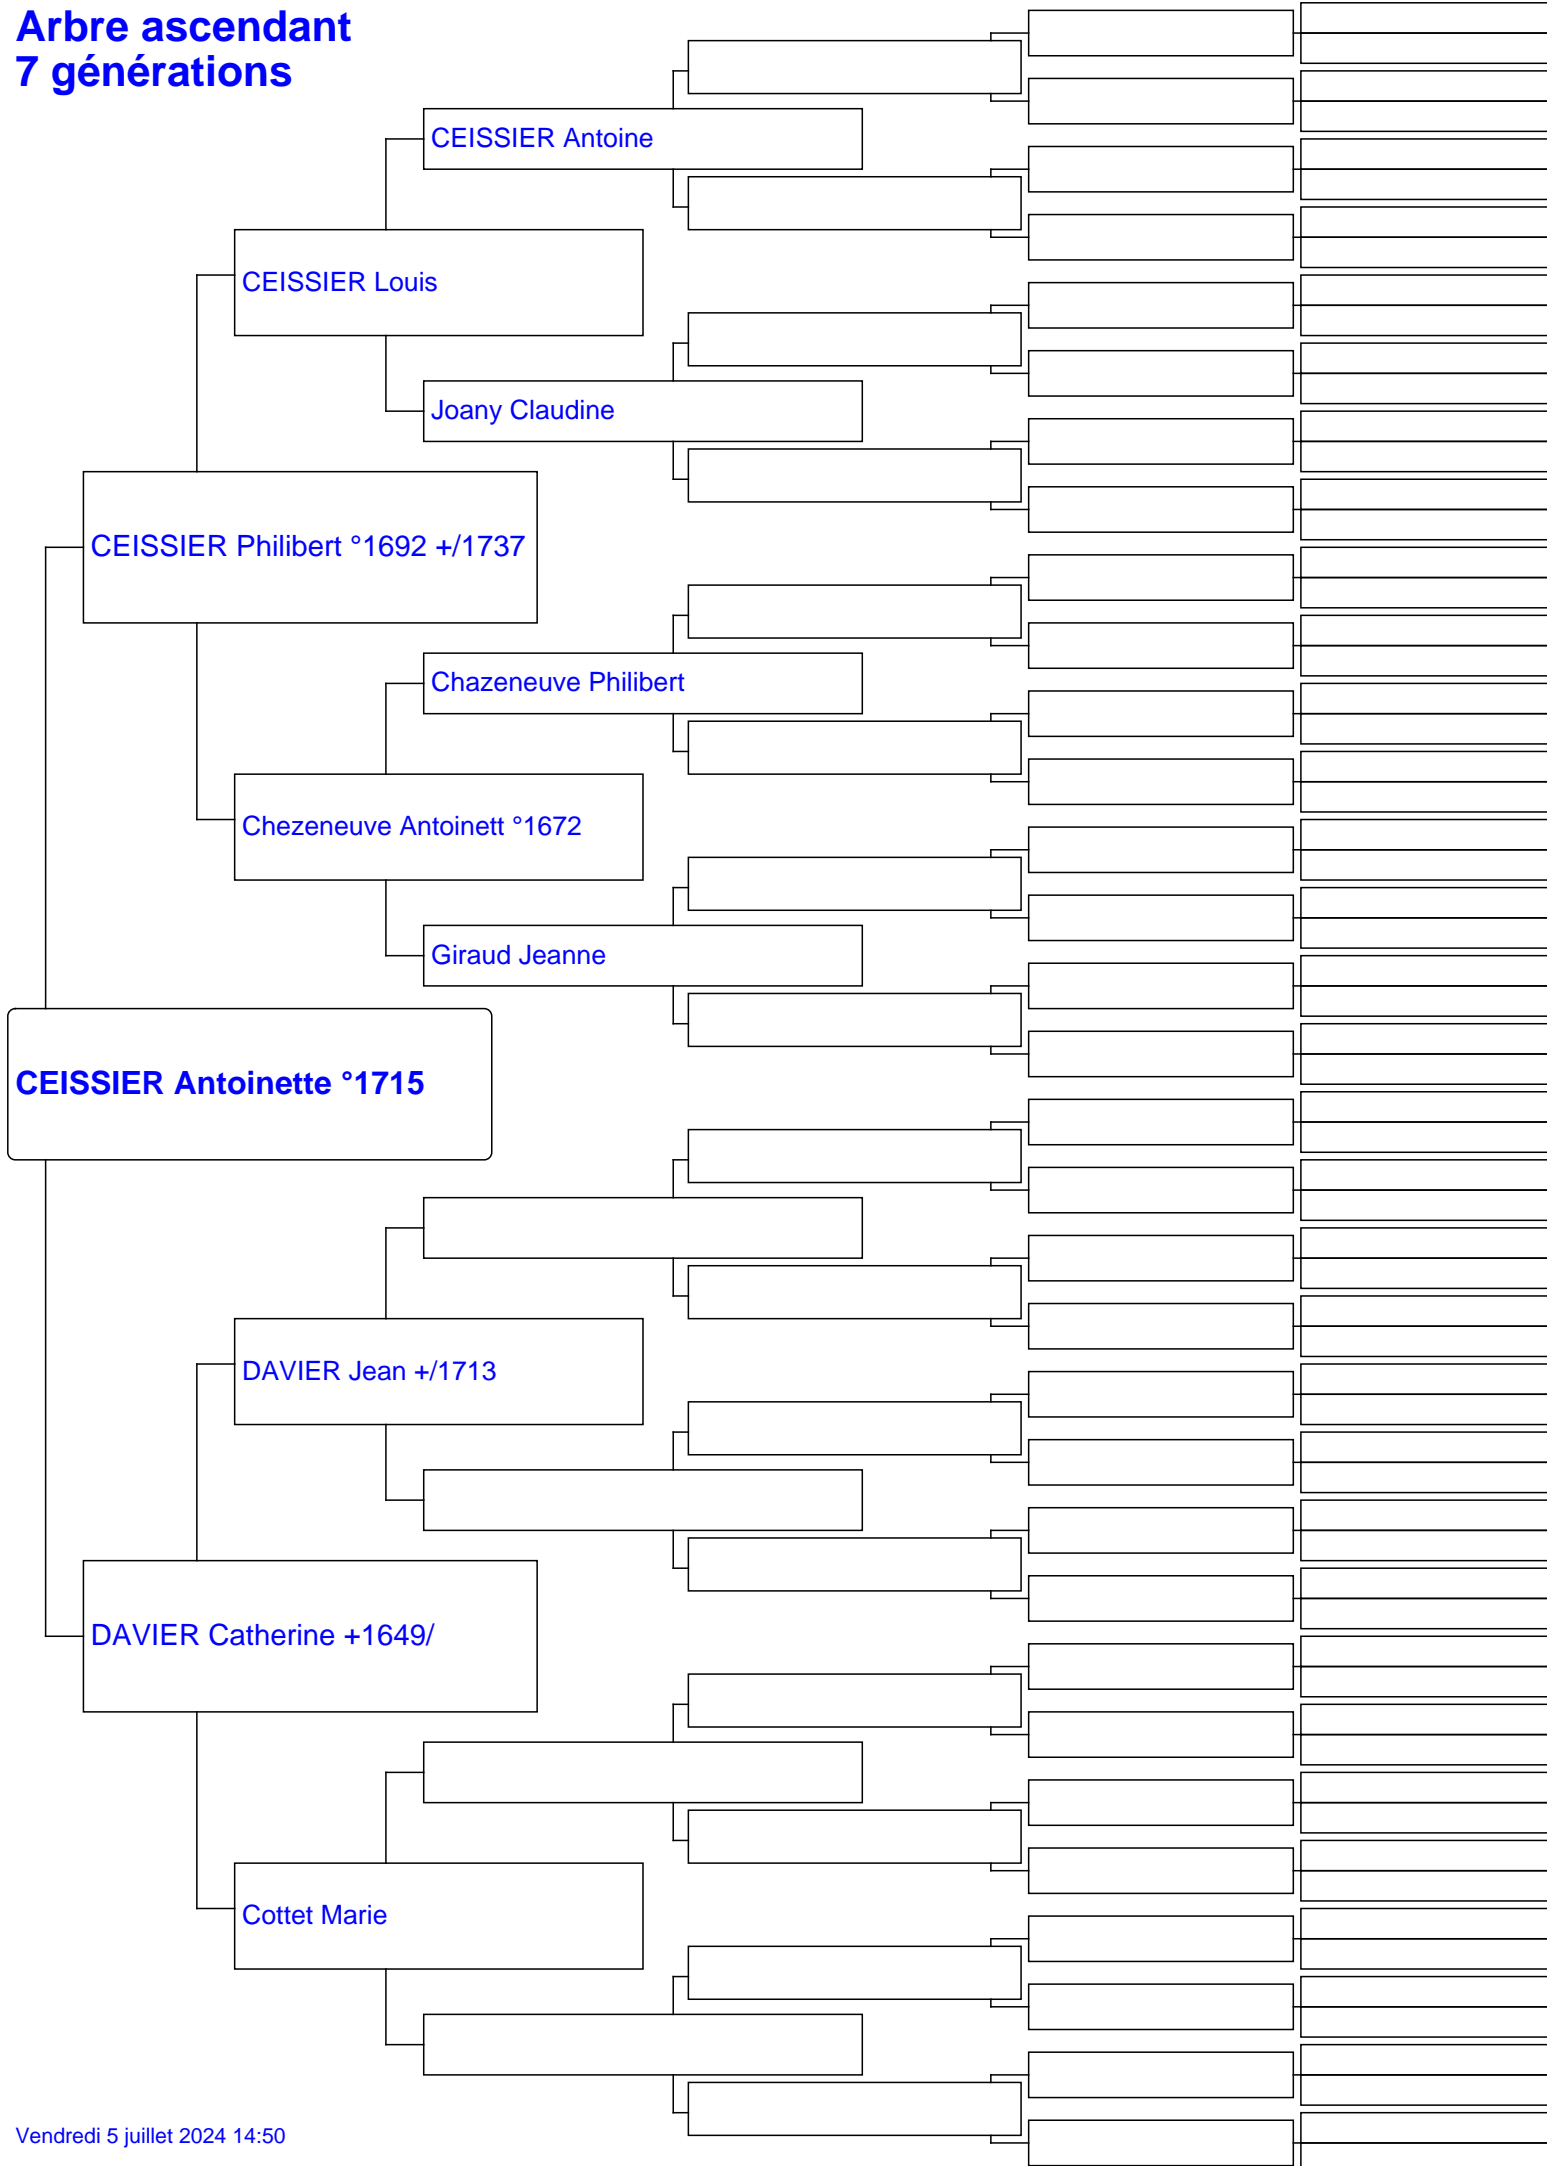 Arbre ascendant
7 générations
CEISSIER Antoine
CEISSIER Louis
Joany Claudine
CEISSIER Philibert °1692 +/1737
Chazeneuve Philibert
Chezeneuve Antoinett °1672
Giraud Jeanne
CEISSIER Antoinette °1715
DAVIER Jean +/1713
DAVIER Catherine +1649/
Cottet Marie
Vendredi 5 juillet 2024 14:50